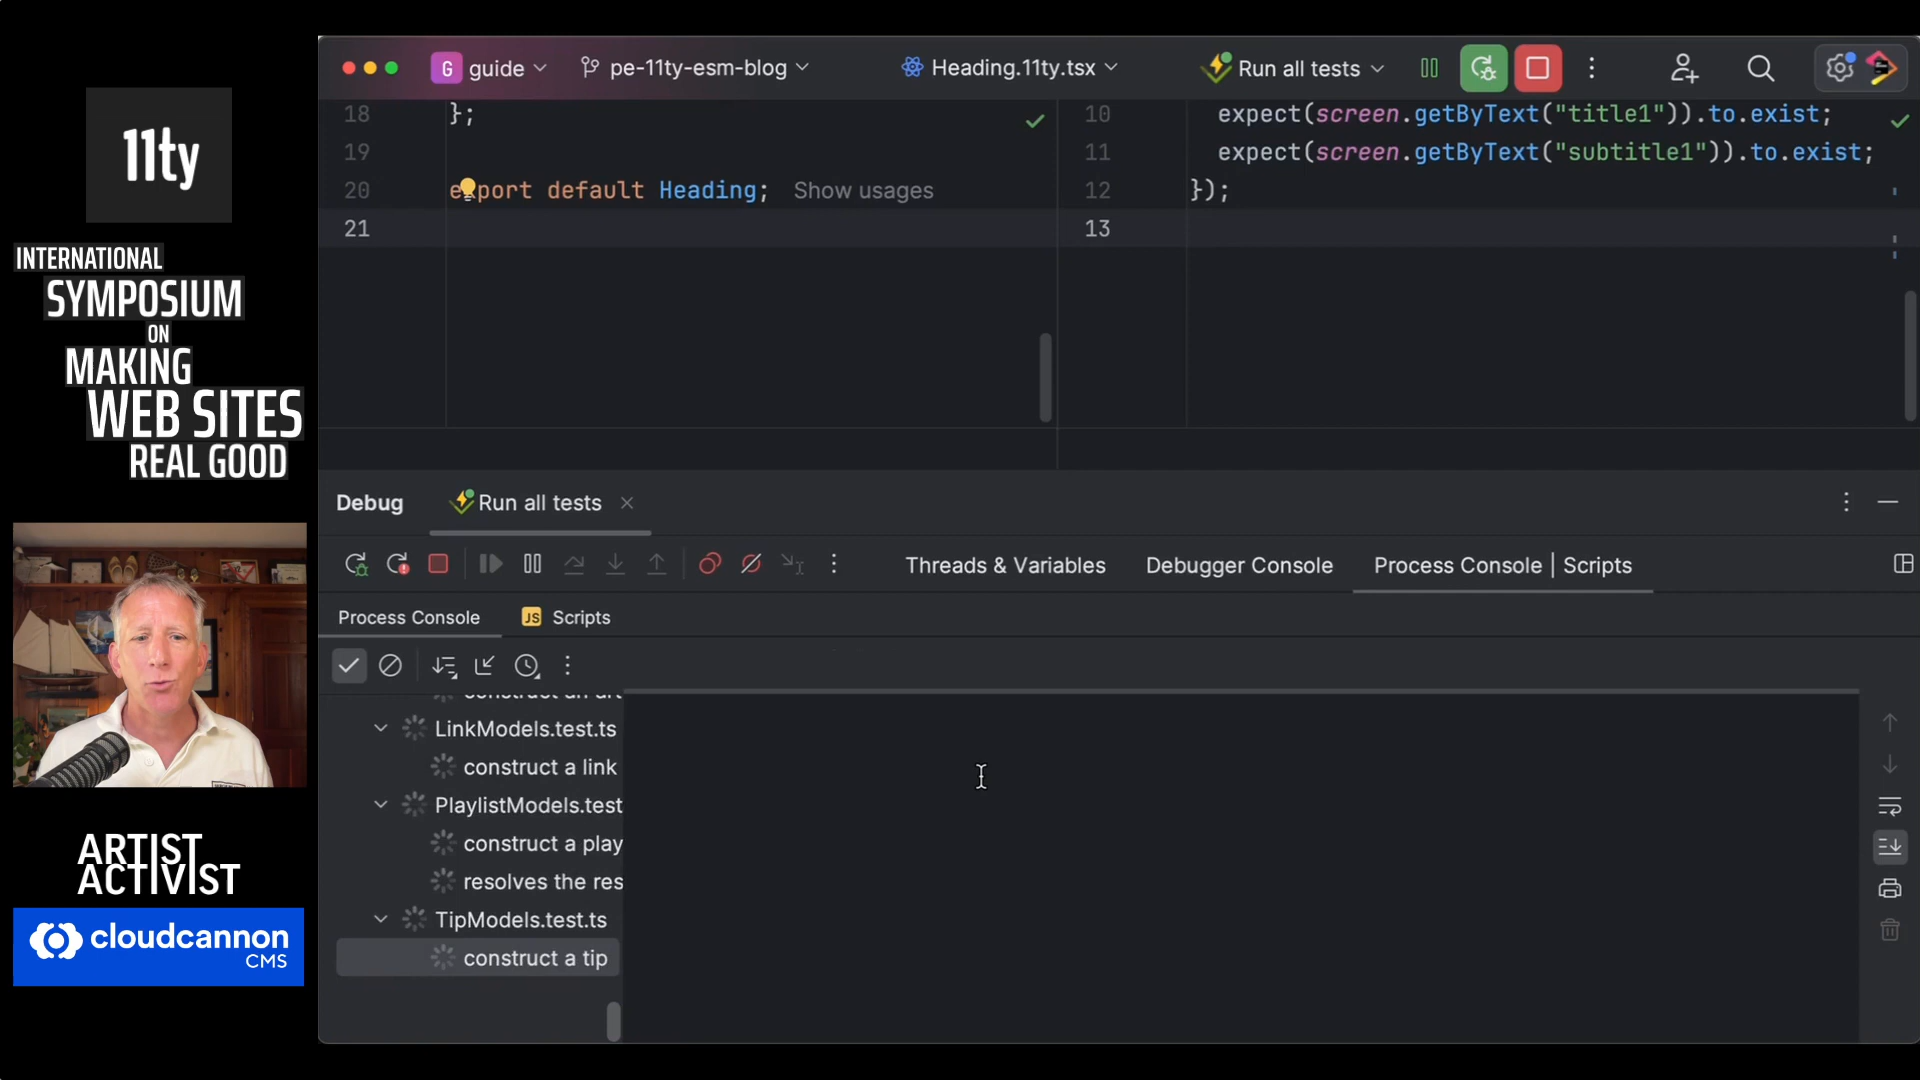 11ty
INTERNATIONAL
SYMPOSIUM
ON
MAKING
WEB SITES
REAL GOOD
ARTIST
ACTIVIST
cloudcannon
CMS
G guide pe-11ty-esm-blog Heading.11ty.tsx Run all tests
18 };
19
20 export default Heading; Show usages
21
10 expect(screen.getByText("title1")).to.exist;
11 expect(screen.getByText("subtitle1")).to.exist;
12 });
13
Debug Run all tests
Threads & Variables Debugger Console Process Console | Scripts
Process Console JS Scripts
construct an art
LinkModels.test.ts
construct a link
PlaylistModels.test
construct a play
resolves the res
TipModels.test.ts
construct a tip